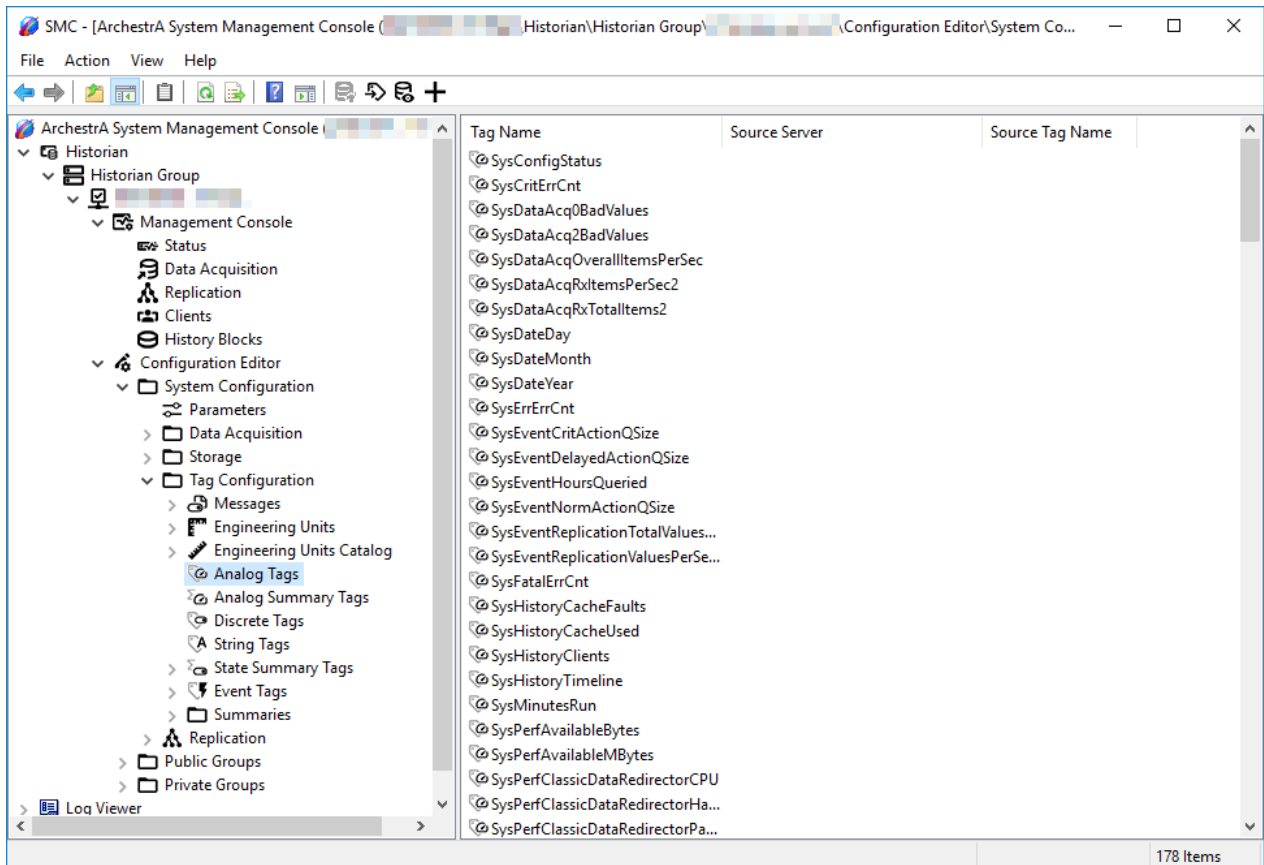 SMC - [ArchestrA System Management Console ( ,Historian\Historian Group\ \Configuration Editor\System Co...
File Action View Help
ArchestrA System Management Console (
Historian
Historian Group
Management Console
Status
Data Acquisition
Replication
Clients
History Blocks
Configuration Editor
System Configuration
Parameters
Data Acquisition
Storage
Tag Configuration
Messages
Engineering Units
Engineering Units Catalog
Analog Tags
Analog Summary Tags
Discrete Tags
String Tags
State Summary Tags
Event Tags
Summaries
Replication
Public Groups
Private Groups
Log Viewer
Tag Name Source Server Source Tag Name
SysConfigStatus
SysCritErrCnt
SysDataAcq0BadValues
SysDataAcq2BadValues
SysDataAcqOverallItemsPerSec
SysDataAcqRxItemsPerSec2
SysDataAcqRxTotalItems2
SysDateDay
SysDateMonth
SysDateYear
SysErrErrCnt
SysEventCritActionQSize
SysEventDelayedActionQSize
SysEventHoursQueried
SysEventNormActionQSize
SysEventReplicationTotalValues...
SysEventReplicationValuesPerSe...
SysFatalErrCnt
SysHistoryCacheFaults
SysHistoryCacheUsed
SysHistoryClients
SysHistoryTimeline
SysMinutesRun
SysPerfAvailableBytes
SysPerfAvailableMBytes
SysPerfClassicDataRedirectorCPU
SysPerfClassicDataRedirectorHa...
SysPerfClassicDataRedirectorPa...
178 Items